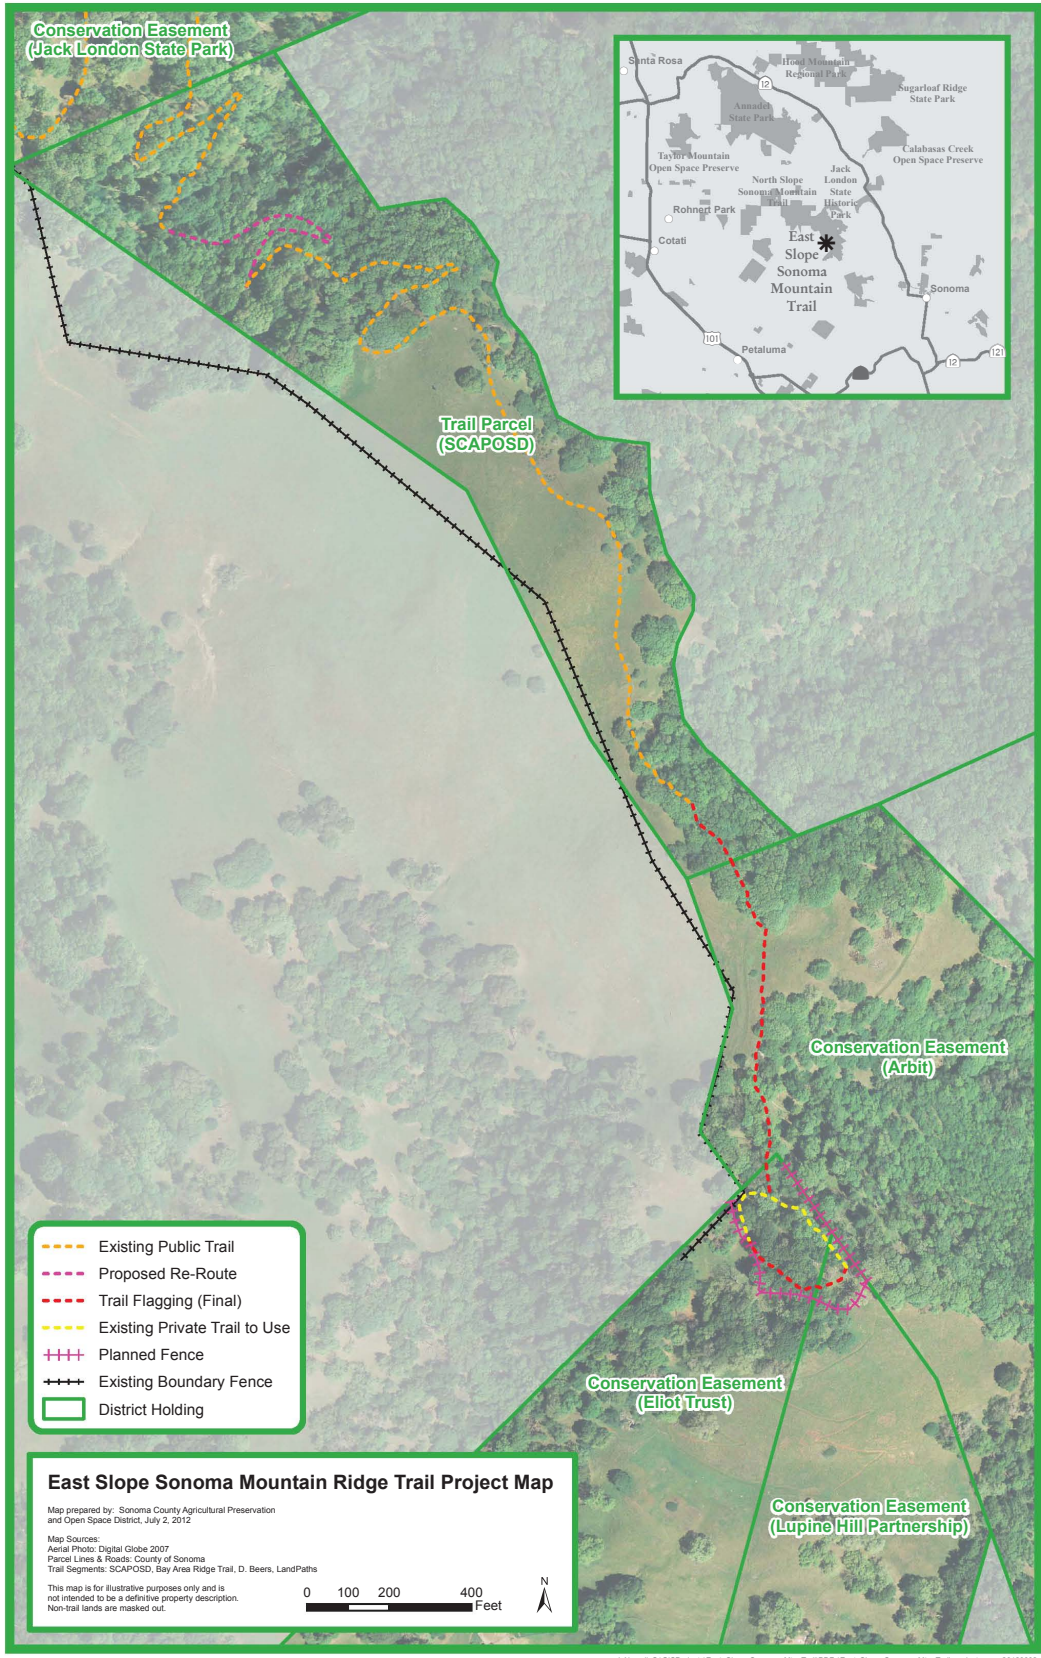 Conservation Easement
(Jack London State Park)
Santa Rosa
12
Hood Mountain
Regional Park
Sugarloaf Ridge
State Park
Annadel
State Park
Taylor Mountain
Open Space Preserve
Calabasas Creek
Open Space Preserve
North Slope
Sonoma Mountain
Trail
Jack
London
State
Historic
Park
Rohnert Park
Cotati
East
Slope
Sonoma
Mountain
Trail
Sonoma
101
Petaluma
12
121
Trail Parcel
(SCAPOSD)
Conservation Easement
(Arbit)
Existing Public Trail
Proposed Re-Route
Trail Flagging (Final)
Existing Private Trail to Use
Planned Fence
Existing Boundary Fence
District Holding
Conservation Easement
(Eliot Trust)
Conservation Easement
(Lupine Hill Partnership)
East Slope Sonoma Mountain Ridge Trail Project Map
Map prepared by: Sonoma County Agricultural Preservation
and Open Space District, July 2, 2012
Map Sources:
Aerial Photo: Digital Globe 2007
Parcel Lines & Roads: County of Sonoma
Trail Segments: SCAPOSD, Bay Area Ridge Trail, D. Beers, LandPaths
This map is for illustrative purposes only and is
not intended to be a definitive property description.
Non-trail lands are masked out.
0 100 200 400
Feet
N